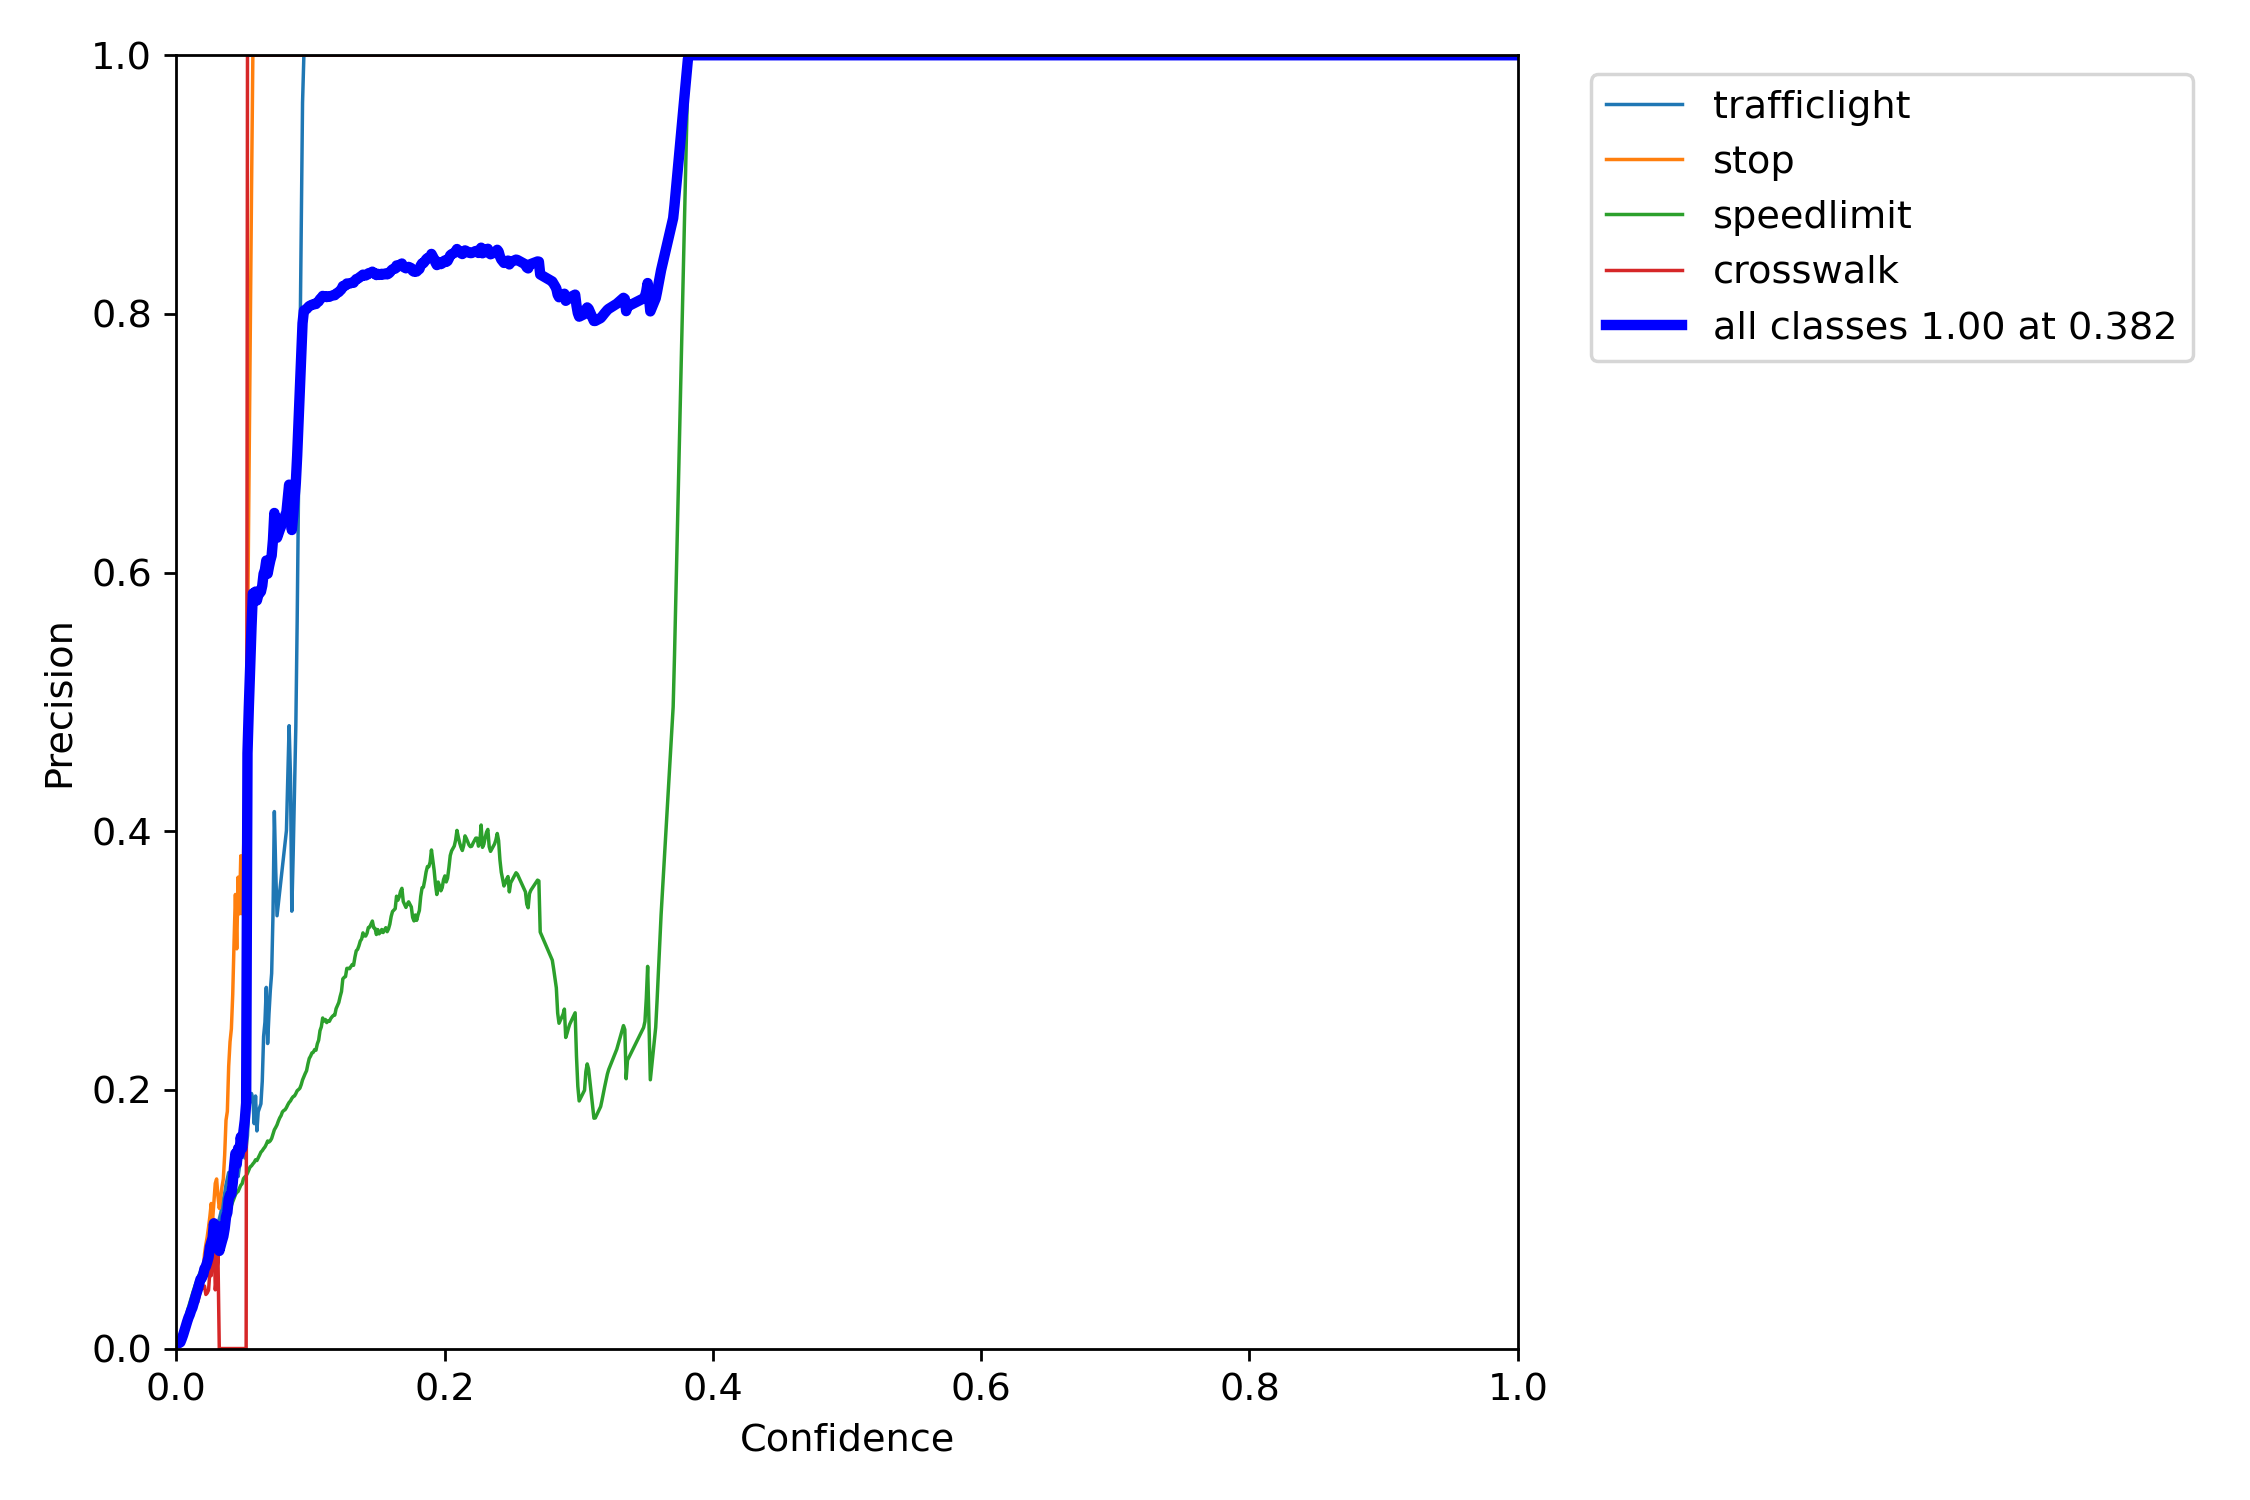 1.0
0.8
0.6
0.4
0.2
0.0
Precision
0.0 0.2 0.4 0.6 0.8 1.0
Confidence
trafficlight
stop
speedlimit
crosswalk
all classes 1.00 at 0.382